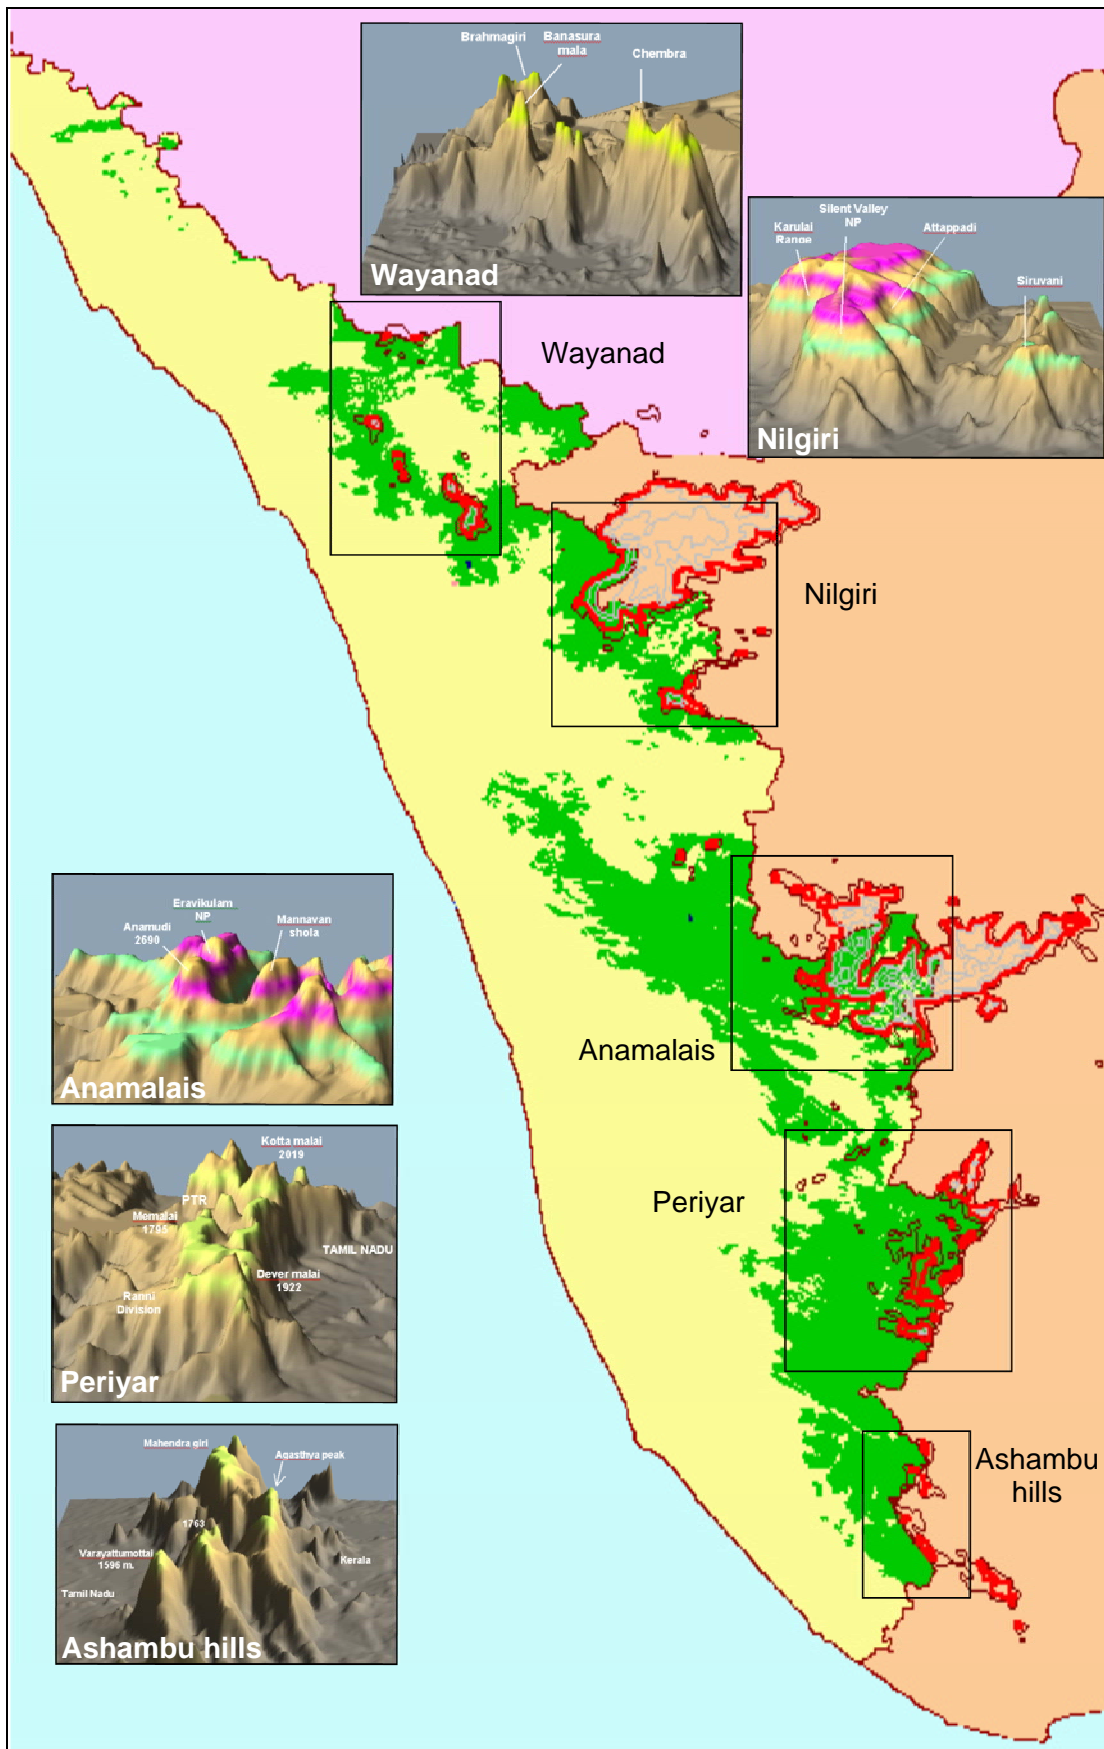 Brahmagiri
Banasura
mala
Chembra
Wayanad
Silent Valley
NP
Karulai
Range
Attappadi
Siruvani
Nilgiri
Wayanad
Nilgiri
Eravikulam
NP
Anamudi
2690
Mannavan
shola
Anamalais
Anamalais
Kotta malai
2019
PTR
Memalai
1795
TAMIL NADU
Dever malai
1922
Ranni
Division
Periyar
Periyar
Mahendra giri
Agasthya peak
1763
Varayattumottai
1596 m.
Kerala
Tamil Nadu
Ashambu hills
Ashambu
hills